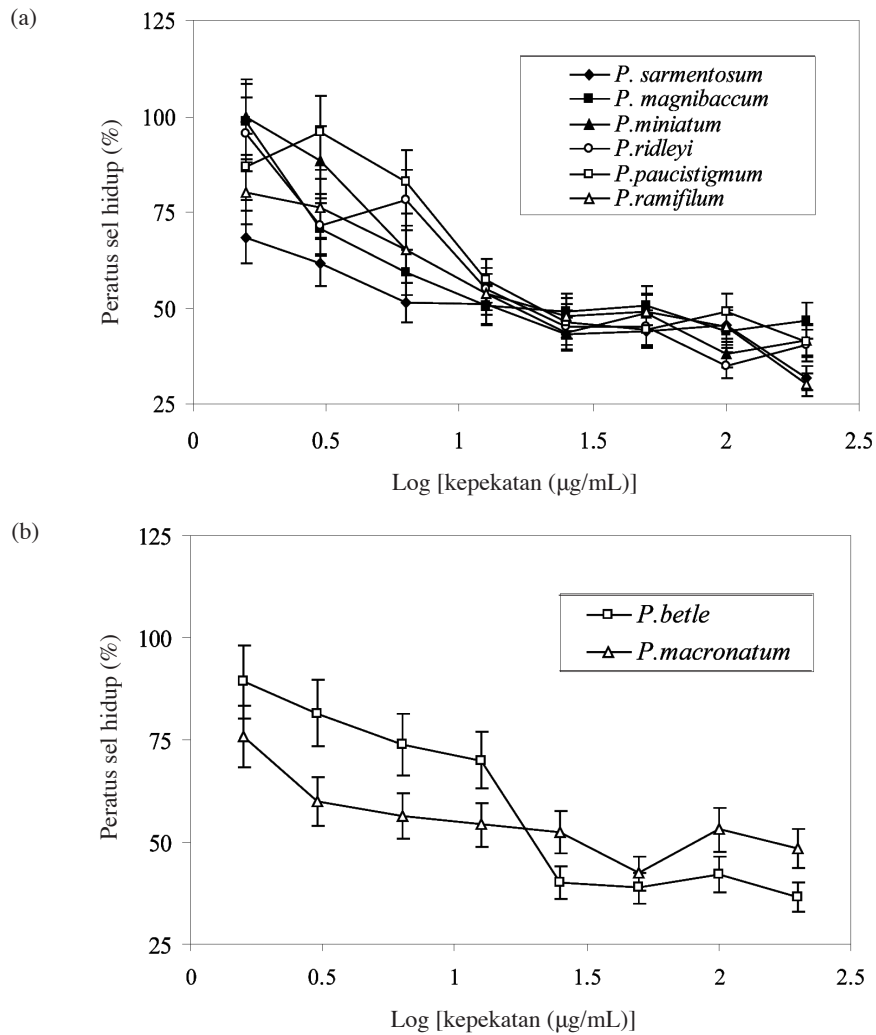 (a)
125
100
75
50
25
Peratus sel hidup (%)
P. sarmentosum
P. magnibaccum
P.miniatum
P.ridleyi
P.paucistigmum
P.ramifilum
0 0.5 1 1.5 2 2.5
Log [kepekatan (µg/mL)]
(b)
125
100
75
50
25
Peratus sel hidup (%)
P.betle
P.macronatum
0 0.5 1 1.5 2 2.5
Log [kepekatan (µg/mL)]